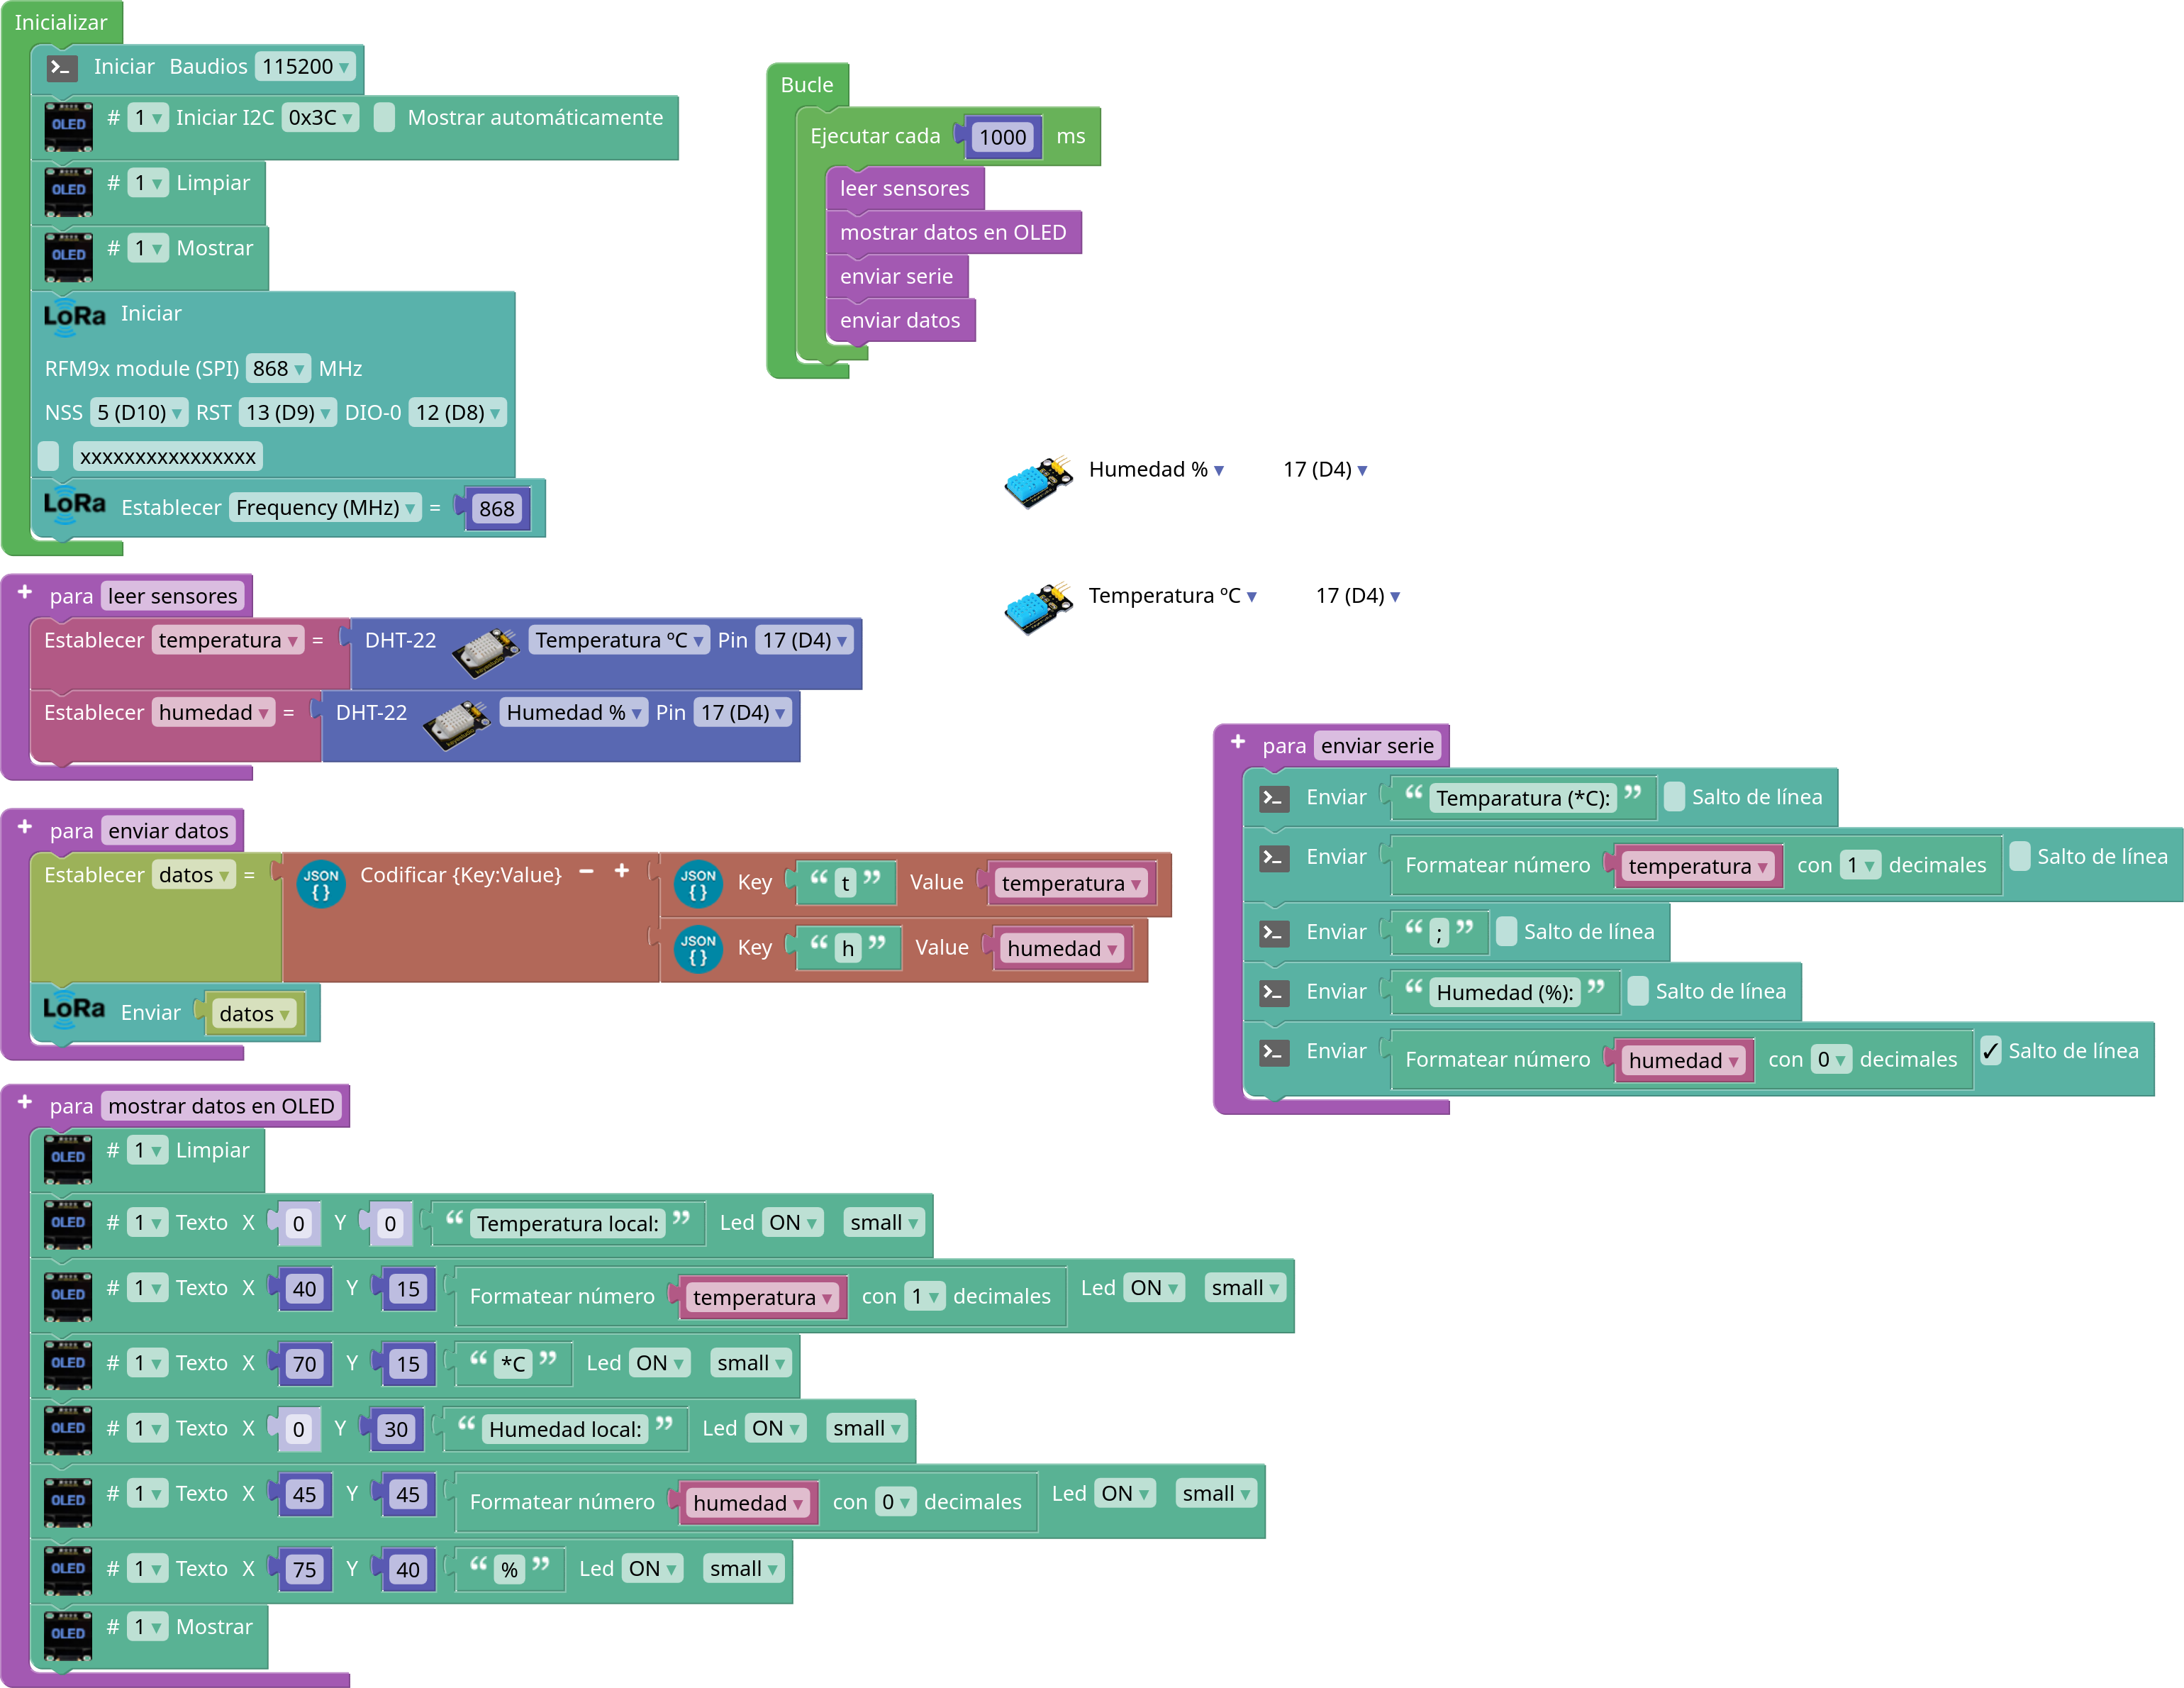 Inicializar
Iniciar Baudios 115200
OLED # 1 Iniciar I2C 0x3C Mostrar automáticamente
OLED # 1 Limpiar
OLED # 1 Mostrar
LoRa Iniciar
RFM9x module (SPI) 868 MHz
NSS 5 (D10) RST 13 (D9) DIO-0 12 (D8)
xxxxxxxxxxxxxxxx
LoRa Establecer Frequency (MHz) = 868
Bucle
Ejecutar cada 1000 ms
leer sensores
mostrar datos en OLED
enviar serie
enviar datos
Humedad % 17 (D4)
Temperatura ºC 17 (D4)
+ para leer sensores
Establecer temperatura = DHT-22 Temperatura ºC Pin 17 (D4)
Establecer humedad = DHT-22 Humedad % Pin 17 (D4)
+ para enviar serie
Enviar “ Temparatura (*C): ” Salto de línea
Enviar Formatear número temperatura con 1 decimales Salto de línea
Enviar “ ; ” Salto de línea
Enviar “ Humedad (%): ” Salto de línea
Enviar Formatear número humedad con 0 decimales ✓ Salto de línea
+ para enviar datos
Establecer datos = JSON { } Codificar {Key:Value} − + JSON { } Key “ t ” Value temperatura
JSON { } Key “ h ” Value humedad
LoRa Enviar datos
+ para mostrar datos en OLED
OLED # 1 Limpiar
OLED # 1 Texto X 0 Y 0 “ Temperatura local: ” Led ON small
OLED # 1 Texto X 40 Y 15 Formatear número temperatura con 1 decimales Led ON small
OLED # 1 Texto X 70 Y 15 “ *C ” Led ON small
OLED # 1 Texto X 0 Y 30 “ Humedad local: ” Led ON small
OLED # 1 Texto X 45 Y 45 Formatear número humedad con 0 decimales Led ON small
OLED # 1 Texto X 75 Y 40 “ % ” Led ON small
OLED # 1 Mostrar